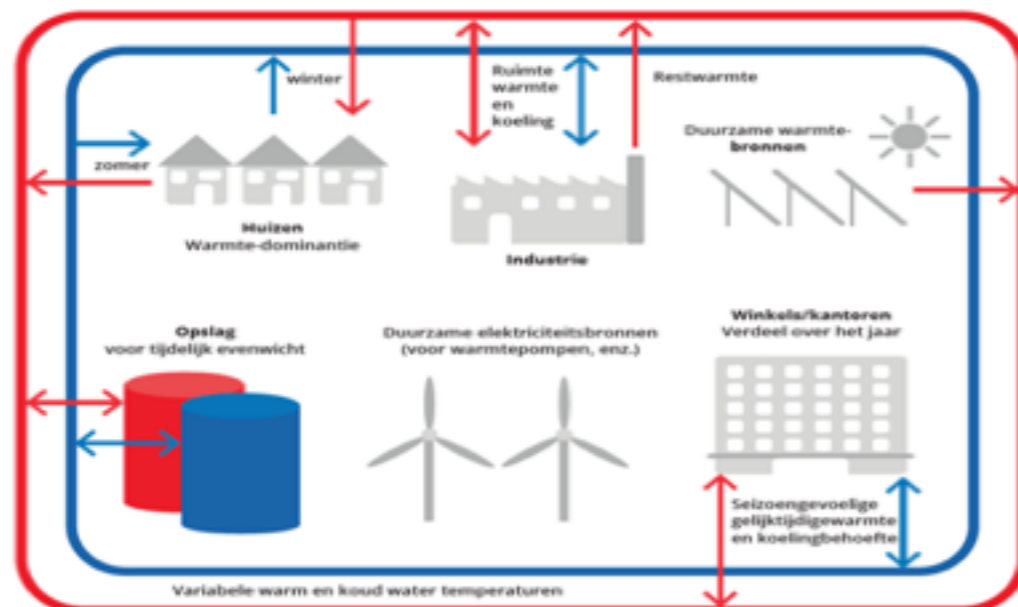 winter
zomer
Huizen
Warmte-dominantie
Ruimte
warmte
en
koeling
Restwarmte
Industrie
Duurzame warmte-
bronnen
Opslag
voor tijdelijk evenwicht
Duurzame elektriciteitsbronnen
(voor warmtepompen, enz.)
Winkels/kantoren
Verdeel over het jaar
Seizoengevoelige
gelijktijdigewarmte
en koelingbehoefte
Variabele warm en koud water temperaturen